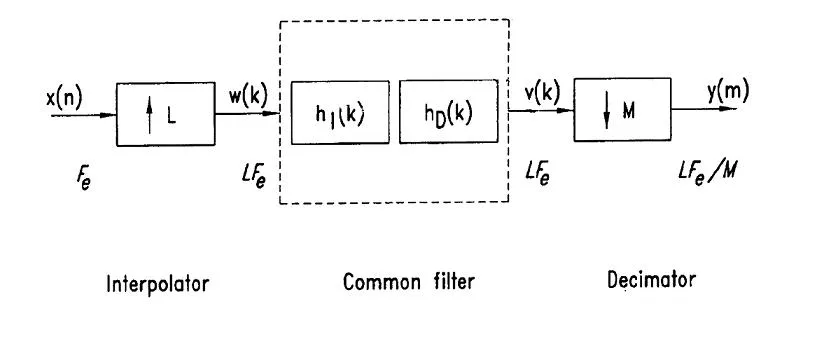 x(n) ↑ L w(k) h_I(k) h_D(k) v(k) ↓ M y(m)
F_e LF_e LF_e LF_e/M
Interpolator Common filter Decimator